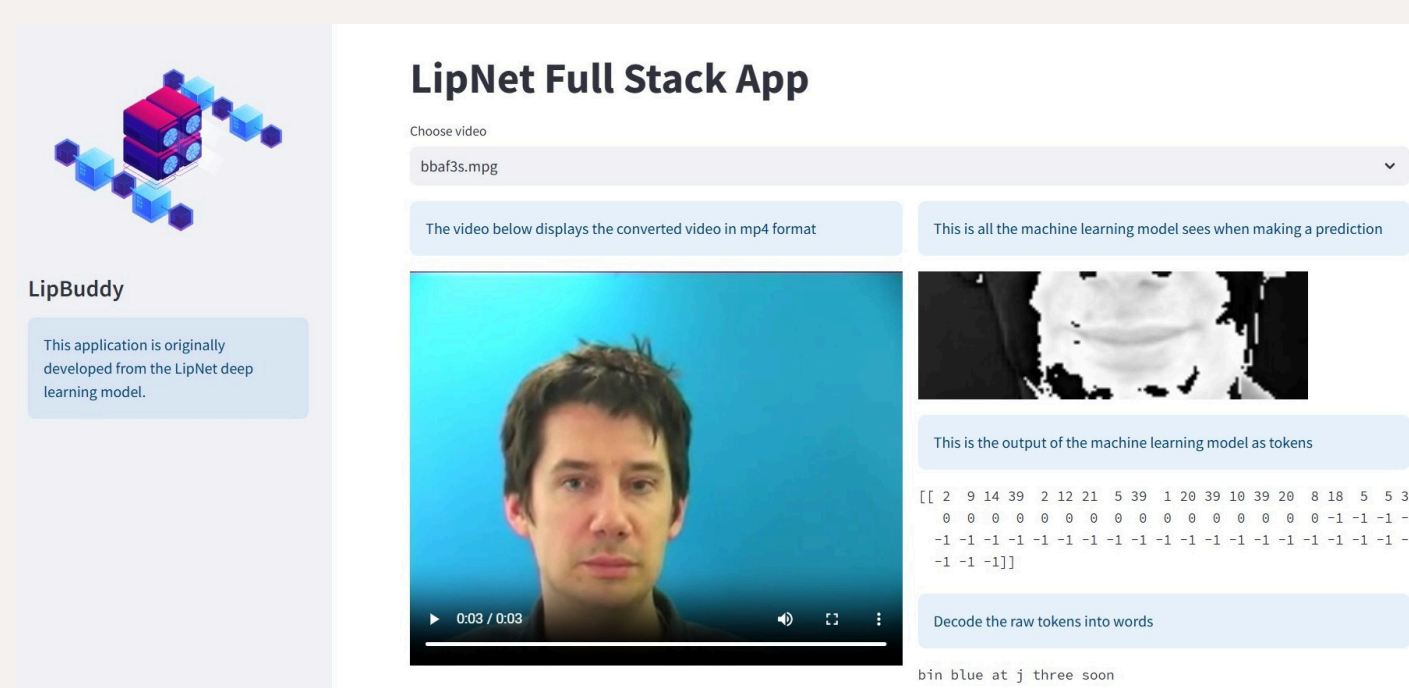 LipNet Full Stack App
Choose video
bbaf3s.mpg
The video below displays the converted video in mp4 format
This is all the machine learning model sees when making a prediction
LipBuddy
This application is originally
developed from the LipNet deep
learning model.
This is the output of the machine learning model as tokens
[[ 2 9 14 39 2 12 21 5 39 1 20 39 10 39 20 8 18 5 5 3
0 0 0 0 0 0 0 0 0 0 0 0 0 0 0 0 -1 -1 -1 -
-1 -1 -1 -1 -1 -1 -1 -1 -1 -1 -1 -1 -1 -1 -1 -1 -1 -1 -1 -
-1 -1 -1]]
Decode the raw tokens into words
0:03 / 0:03
bin blue at j three soon